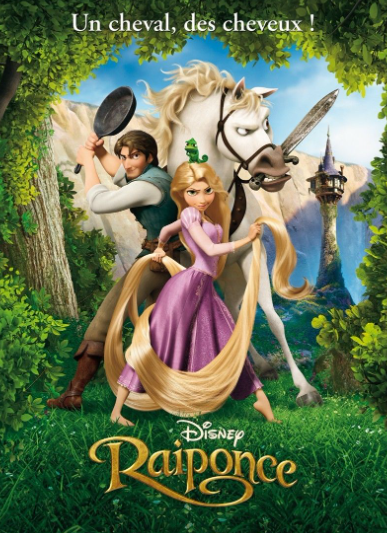 Un cheval, des cheveux !
Disney
Raiponce